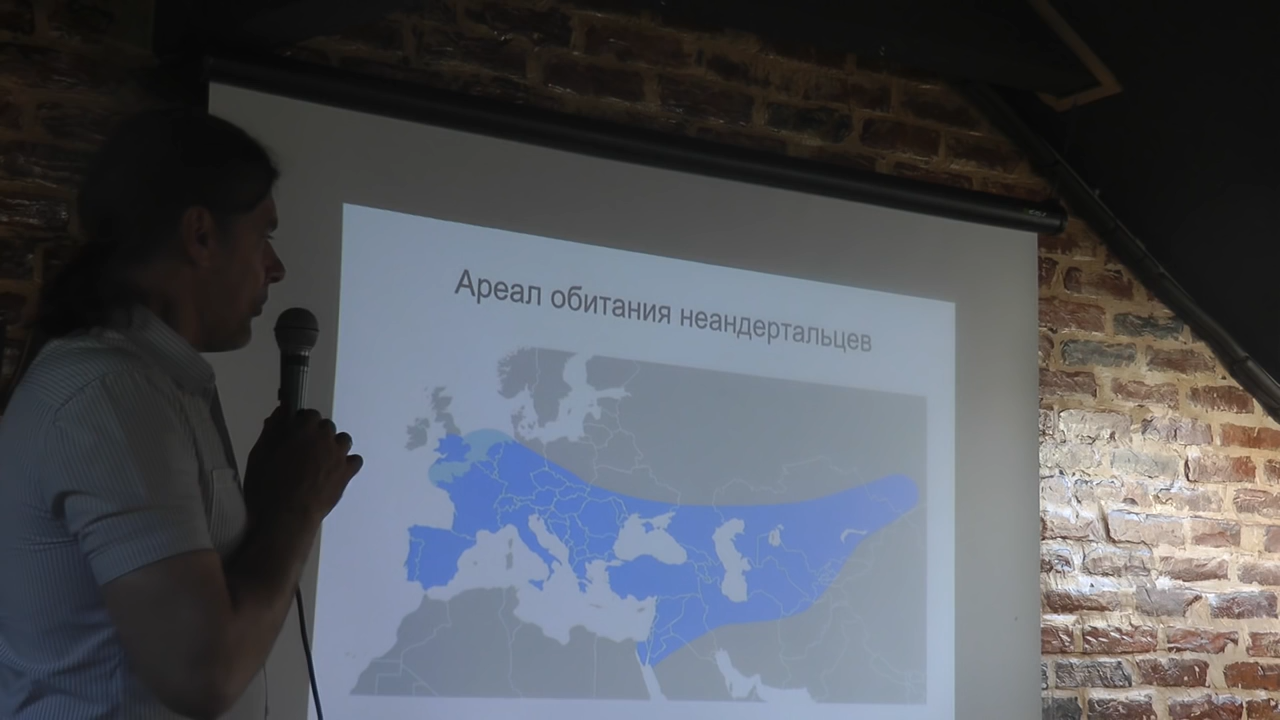 Ареал обитания неандертальцев